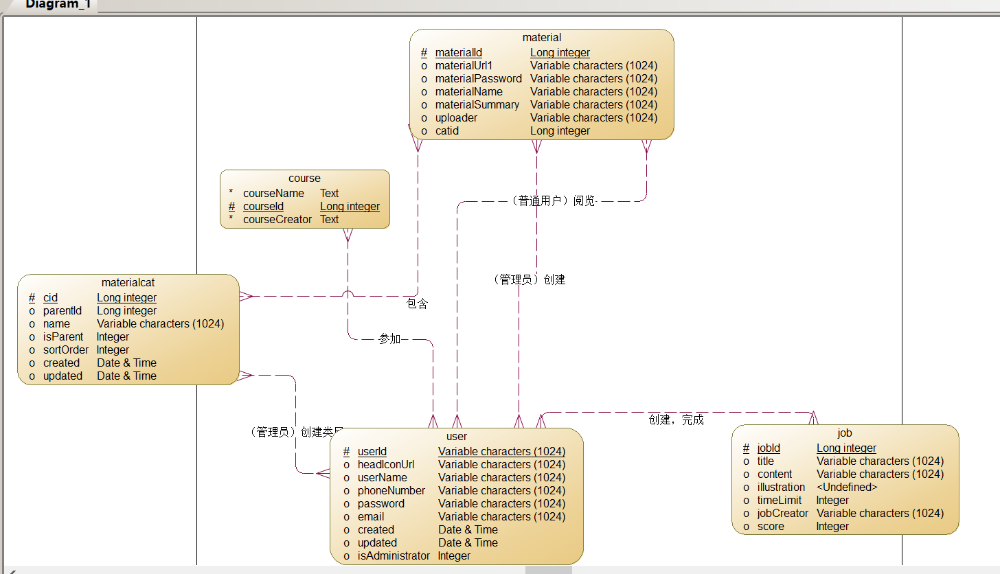 Diagram_1
material
# materialId Long integer
o materialUrl1 Variable characters (1024)
o materialPassword Variable characters (1024)
o materialName Variable characters (1024)
o materialSummary Variable characters (1024)
o uploader Variable characters (1024)
o catid Long integer
course
* courseName Text
# courseId Long integer
* courseCreator Text
（普通用户）阅览
（管理员）创建
materialcat
# cid Long integer
o parentId Long integer
o name Variable characters (1024)
o isParent Integer
o sortOrder Integer
o created Date & Time
o updated Date & Time
包含
参加
（管理员）创建类
创建，完成
user
# userId Variable characters (1024)
o headIconUrl Variable characters (1024)
o userName Variable characters (1024)
o phoneNumber Variable characters (1024)
o password Variable characters (1024)
o email Variable characters (1024)
o created Date & Time
o updated Date & Time
o isAdministrator Integer
job
# jobId Long integer
o title Variable characters (1024)
o content Variable characters (1024)
o illustration <Undefined>
o timeLimit Integer
o jobCreator Variable characters (1024)
o score Integer